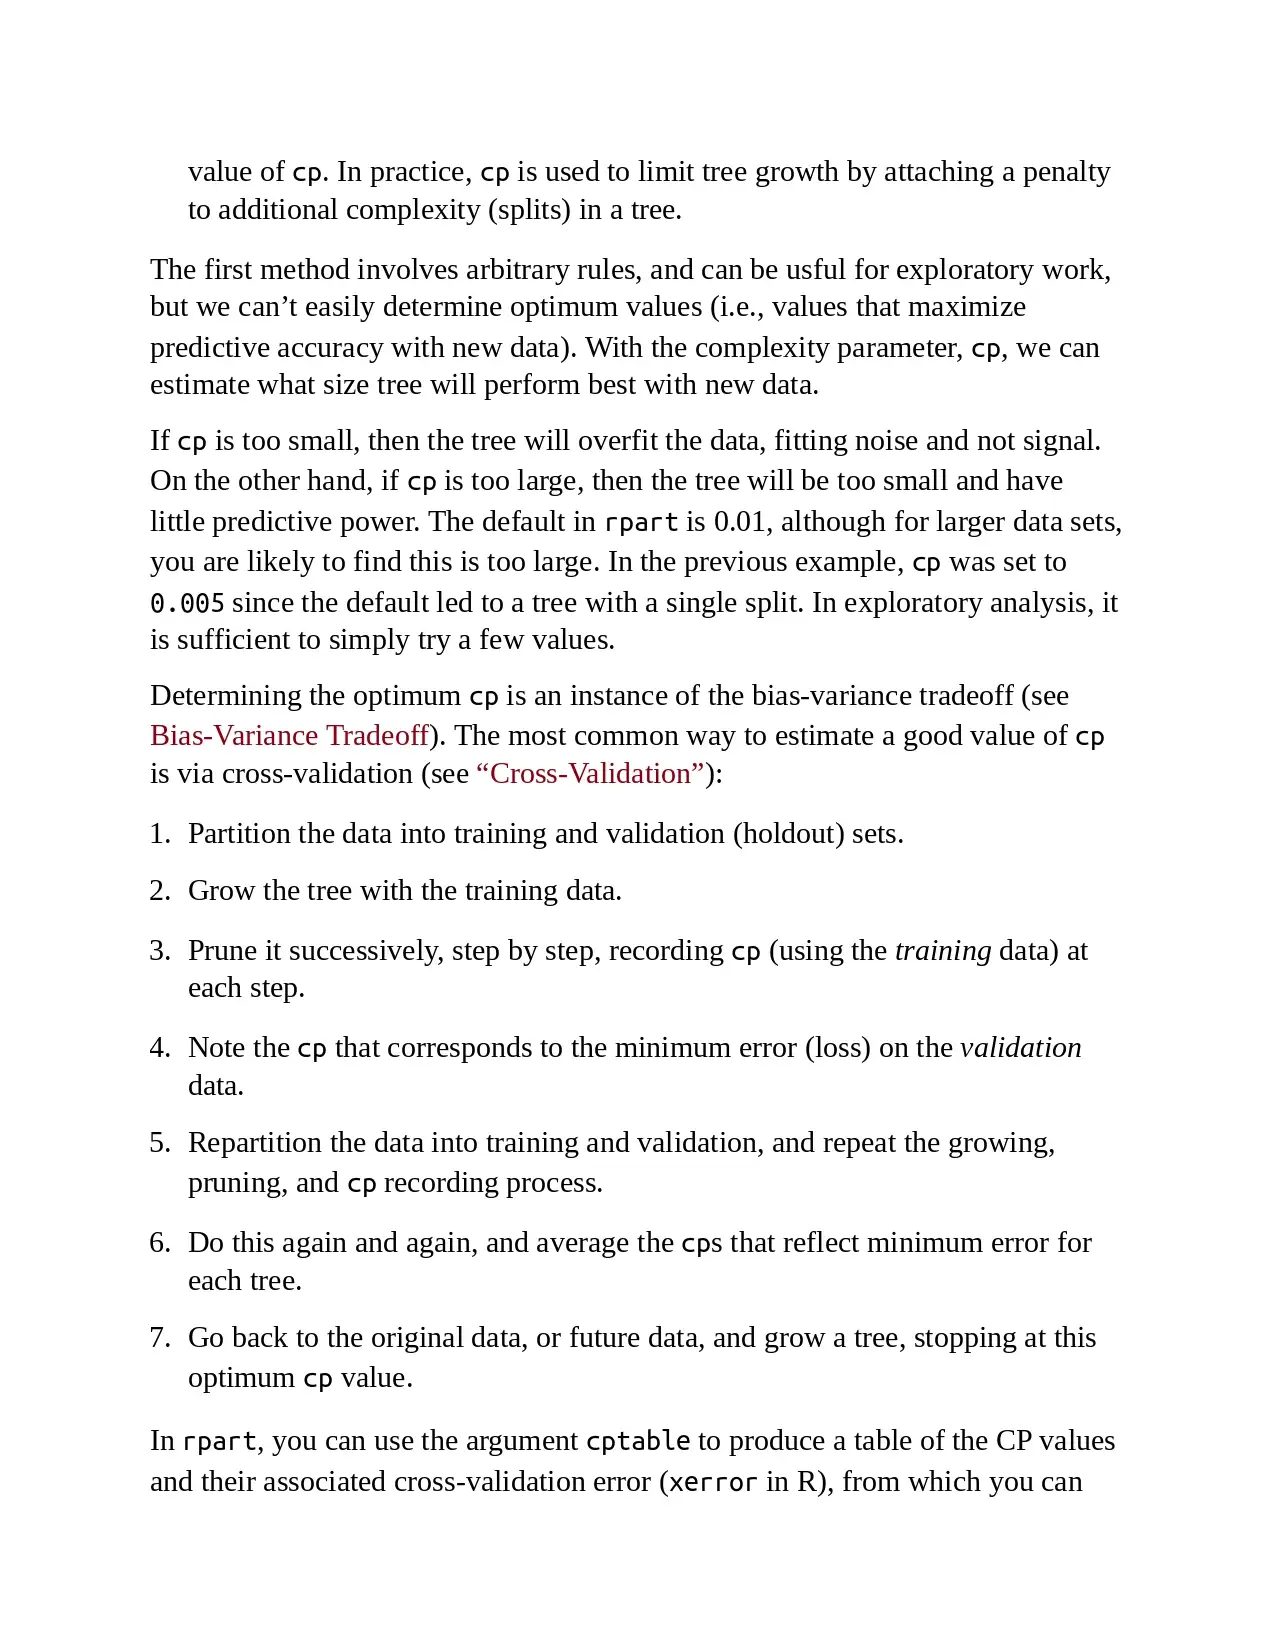 value of cp. In practice, cp is used to limit tree growth by attaching a penalty
to additional complexity (splits) in a tree.
The first method involves arbitrary rules, and can be usful for exploratory work,
but we can’t easily determine optimum values (i.e., values that maximize
predictive accuracy with new data). With the complexity parameter, cp, we can
estimate what size tree will perform best with new data.
If cp is too small, then the tree will overfit the data, fitting noise and not signal.
On the other hand, if cp is too large, then the tree will be too small and have
little predictive power. The default in rpart is 0.01, although for larger data sets,
you are likely to find this is too large. In the previous example, cp was set to
0.005 since the default led to a tree with a single split. In exploratory analysis, it
is sufficient to simply try a few values.
Determining the optimum cp is an instance of the bias-variance tradeoff (see
Bias-Variance Tradeoff). The most common way to estimate a good value of cp
is via cross-validation (see “Cross-Validation”):
1. Partition the data into training and validation (holdout) sets.
2. Grow the tree with the training data.
3. Prune it successively, step by step, recording cp (using the training data) at
each step.
4. Note the cp that corresponds to the minimum error (loss) on the validation
data.
5. Repartition the data into training and validation, and repeat the growing,
pruning, and cp recording process.
6. Do this again and again, and average the cps that reflect minimum error for
each tree.
7. Go back to the original data, or future data, and grow a tree, stopping at this
optimum cp value.
In rpart, you can use the argument cptable to produce a table of the CP values
and their associated cross-validation error (xerror in R), from which you can